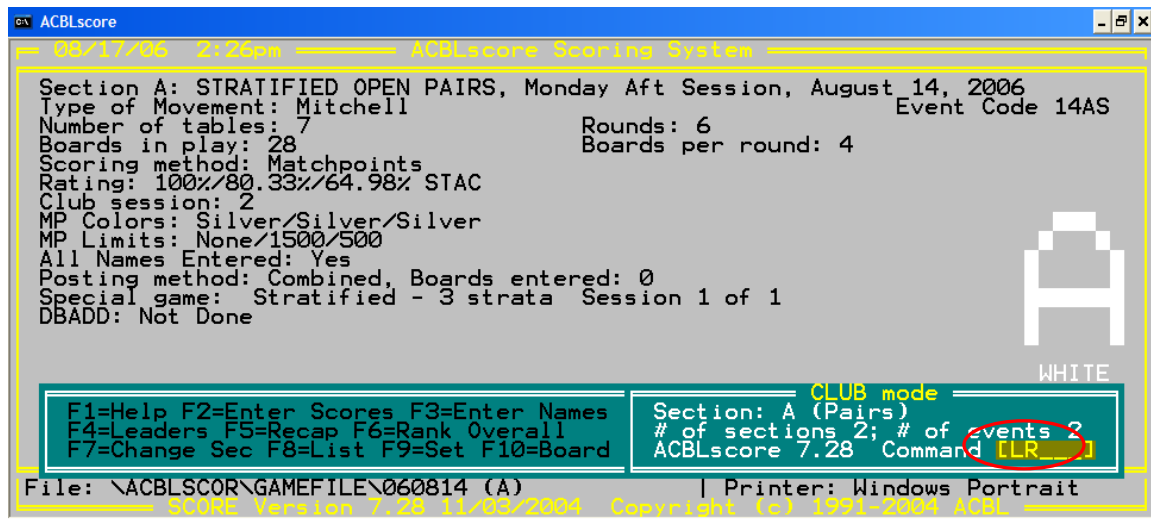 ACBLscore
08/17/06 2:26pm ACBLscore Scoring System
Section A: STRATIFIED OPEN PAIRS, Monday Aft Session, August 14, 2006
Type of Movement: Mitchell Event Code 14AS
Number of tables: 7 Rounds: 6
Boards in play: 28 Boards per round: 4
Scoring method: Matchpoints
Rating: 100%/80.33%/64.98% STAC
Club session: 2
MP Colors: Silver/Silver/Silver
MP Limits: None/1500/500
All Names Entered: Yes
Posting method: Combined, Boards entered: 0
Special game: Stratified - 3 strata Session 1 of 1
DBADD: Not Done
A
WHITE
CLUB mode
F1=Help F2=Enter Scores F3=Enter Names Section: A (Pairs)
F4=Leaders F5=Recap F6=Rank Overall # of sections 2; # of events 2
F7=Change Sec F8=List F9=Set F10=Board ACBLscore 7.28 Command [LR___]
File: \ACBLSCOR\GAMEFILE\060814 (A) | Printer: Windows Portrait
SCORE Version 7.28 11/03/2004 Copyright (c) 1991-2004 ACBL